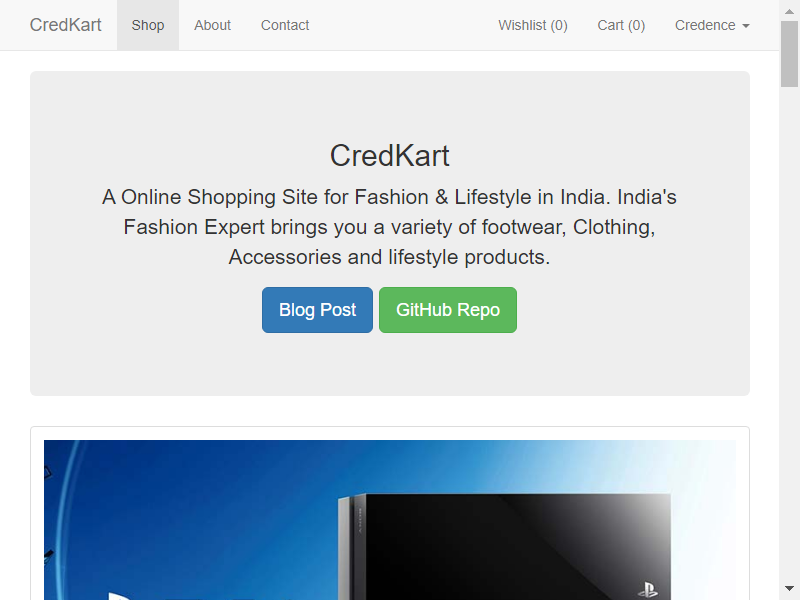 CredKart Shop About Contact Wishlist (0) Cart (0) Credence
CredKart
A Online Shopping Site for Fashion & Lifestyle in India. India's
Fashion Expert brings you a variety of footwear, Clothing,
Accessories and lifestyle products.
Blog Post GitHub Repo